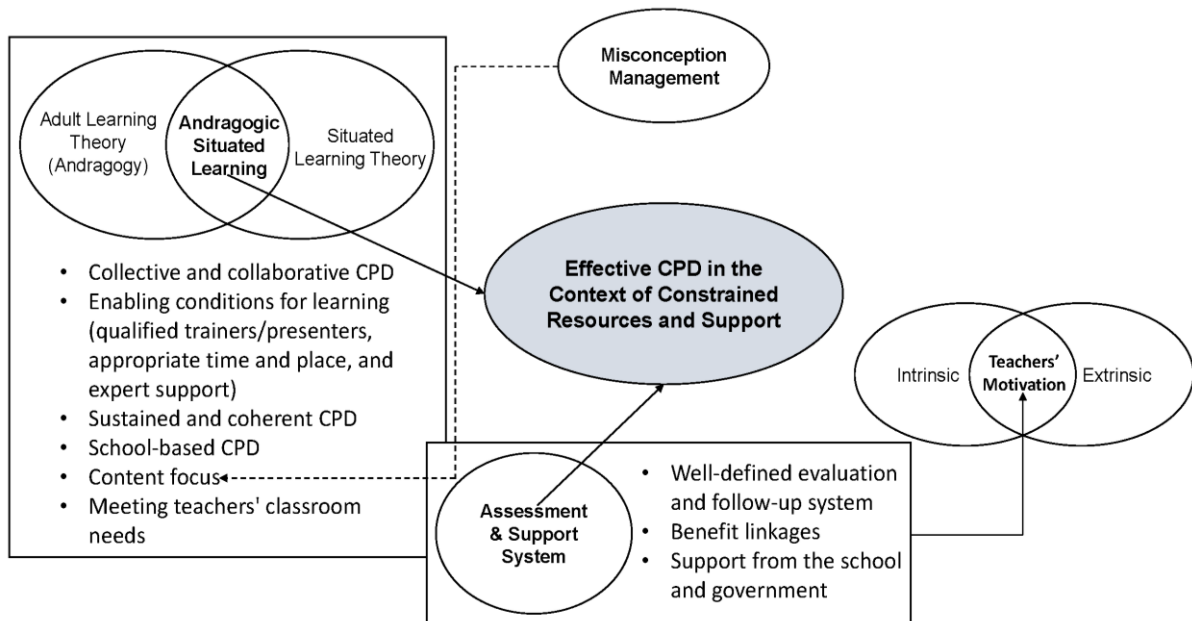 Misconception
Management
Adult Learning
Theory
(Andragogy)
Andragogic
Situated
Learning
Situated
Learning Theory
• Collective and collaborative CPD
• Enabling conditions for learning
(qualified trainers/presenters,
appropriate time and place, and
expert support)
• Sustained and coherent CPD
• School-based CPD
• Content focus
• Meeting teachers' classroom
needs
Effective CPD in the
Context of Constrained
Resources and Support
Intrinsic
Teachers’
Motivation
Extrinsic
Assessment
& Support
System
• Well-defined evaluation
and follow-up system
• Benefit linkages
• Support from the school
and government